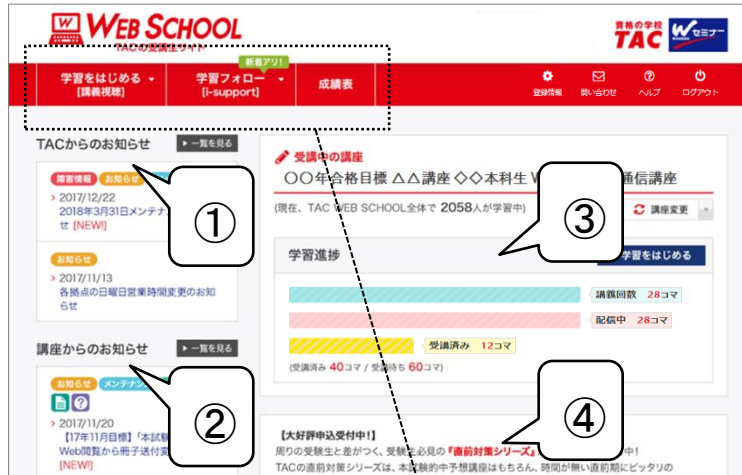 WEB SCHOOL
TACの受講生サイト
資格の学校
TAC
Wセミナー
新着アリ!
学習をはじめる
[講義視聴]
学習フォロー
[i-support]
成績表
登録情報
問い合わせ
ヘルプ
ログアウト
TACからのお知らせ
一覧を見る
障害情報 お知らせ
2017/12/22
2018年3月31日メンテナ
せ [NEW!]
①
お知らせ
2017/11/13
各拠点の日曜日営業時間変更のお知
らせ
講座からのお知らせ
一覧を見る
お知らせ メンテナン
2017/11/20
【17年11月目標】「本試験
Web閲覧から冊子送付変
[NEW!]
②
受講中の講座
〇〇年合格目標 △△講座 ◇◇本科生 W 通信講座
(現在、TAC WEB SCHOOL全体で 2058人が学習中)
講座変更
③
学習進捗
学習をはじめる
講義回数 28コマ
配信中 28コマ
受講済み 12コマ
(受講済み 40コマ / 受講待ち 60コマ)
④
【大好評申込受付中!】
周りの受験生と差がつく、受験生必見の『直前対策シリーズ』 中!
TACの直前対策シリーズは、本試験的中予想講座はもちろん、時間が無い直前期にピッタリの